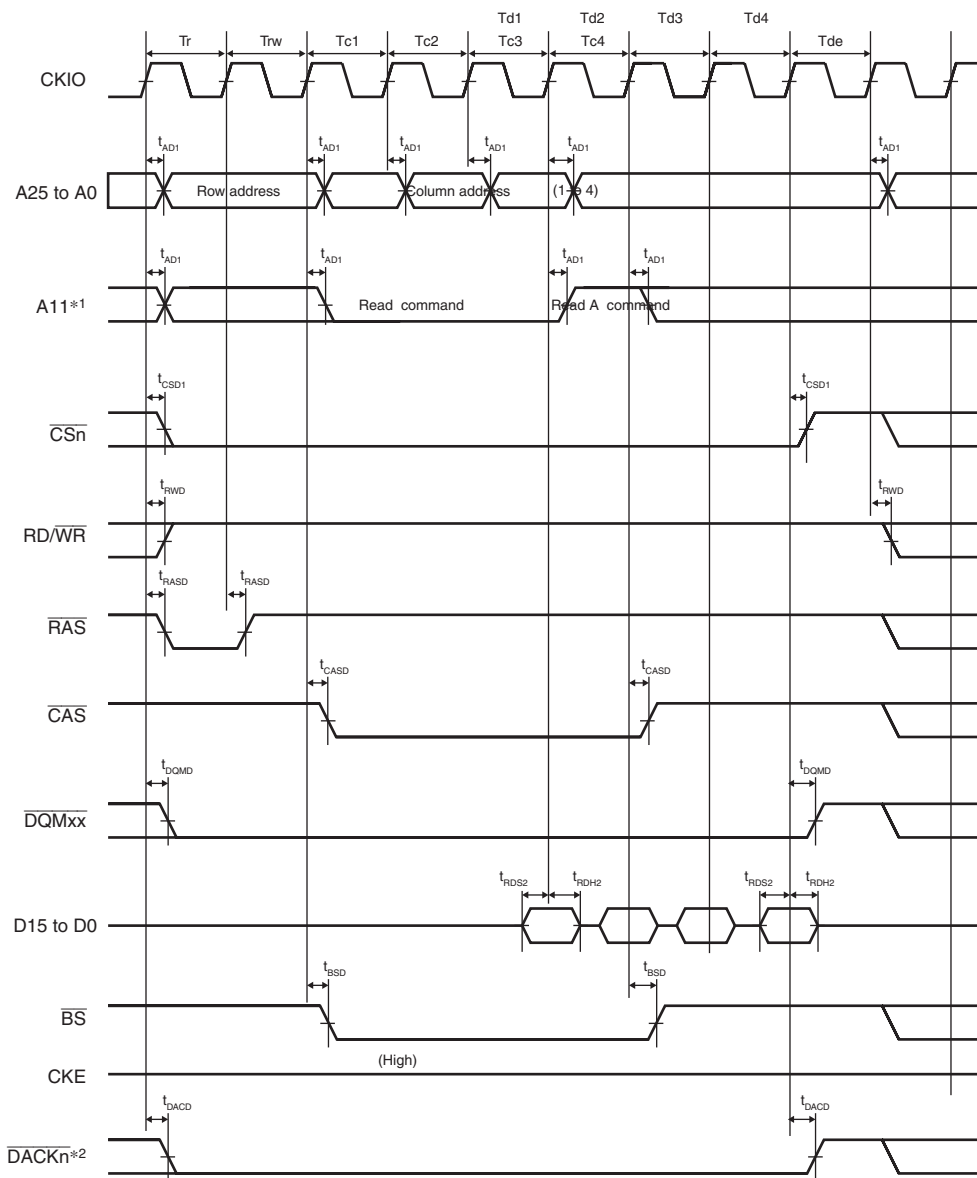 Td1 Td2 Td3 Td4
Tr Trw Tc1 Tc2 Tc3 Tc4 Tde
CKIO
tAD1 tAD1 tAD1 tAD1 tAD1 tAD1
A25 to A0 Row address Column address (1 to 4)
tAD1 tAD1 tAD1 tAD1
A11*1 Read command Read A command
tCSD1 tCSD1
CSn
tRWD tRWD
RD/WR
tRASD tRASD
RAS
tCASD tCASD
CAS
tDQMD tDQMD
DQMxx
tRDS2 tRDH2 tRDS2 tRDH2
D15 to D0
tBSD tBSD
BS
(High)
CKE
tDACD tDACD
DACKn*2